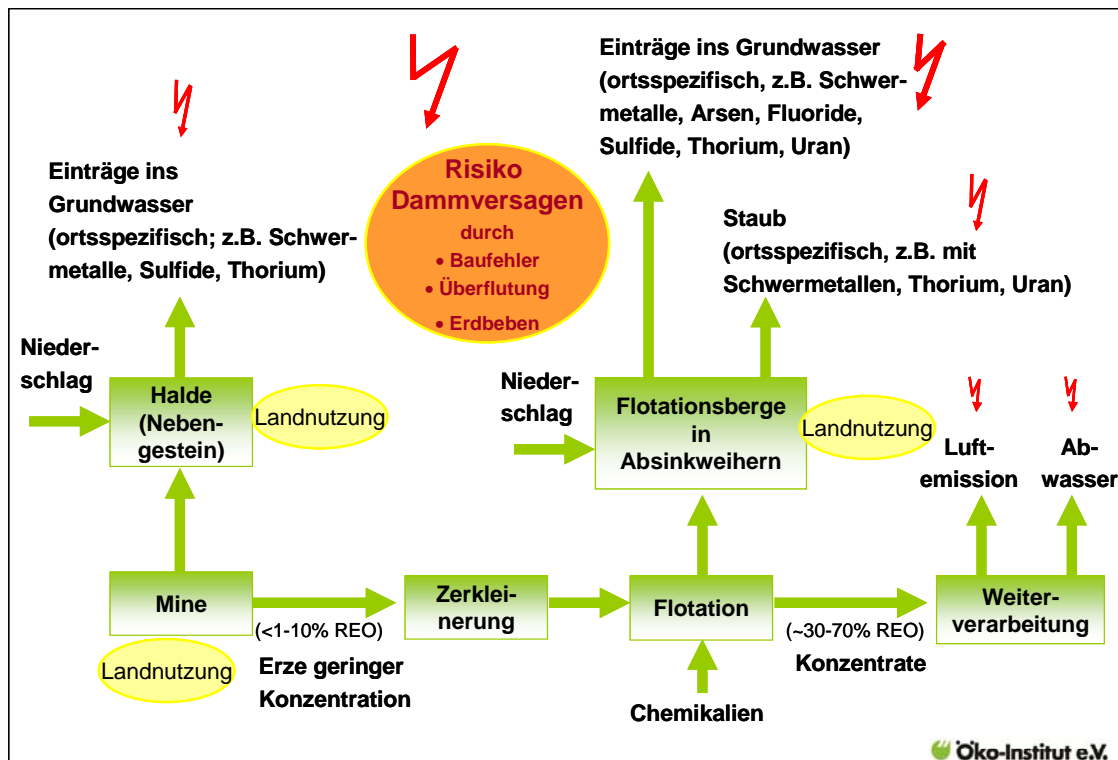 Einträge ins Grundwasser
(ortsspezifisch, z.B. Schwer-
metalle, Arsen, Fluoride,
Sulfide, Thorium, Uran)
Einträge ins
Grundwasser
(ortsspezifisch; z.B. Schwer-
metalle, Sulfide, Thorium)
Risiko
Dammversagen
durch
• Baufehler
• Überflutung
• Erdbeben
Staub
(ortsspezifisch, z.B. mit
Schwermetallen, Thorium, Uran)
Nieder-
schlag
Halde
(Neben-
gestein)
Landnutzung
Nieder-
schlag
Flotationsberge
in
Absinkweihern
Landnutzung
Luft-
emission
Ab-
wasser
Mine
Landnutzung
(<1-10% REO)
Erze geringer
Konzentration
Zerklei-
nerung
Flotation
Chemikalien
(~30-70% REO)
Konzentrate
Weiter-
verarbeitung
Öko-Institut e.V.